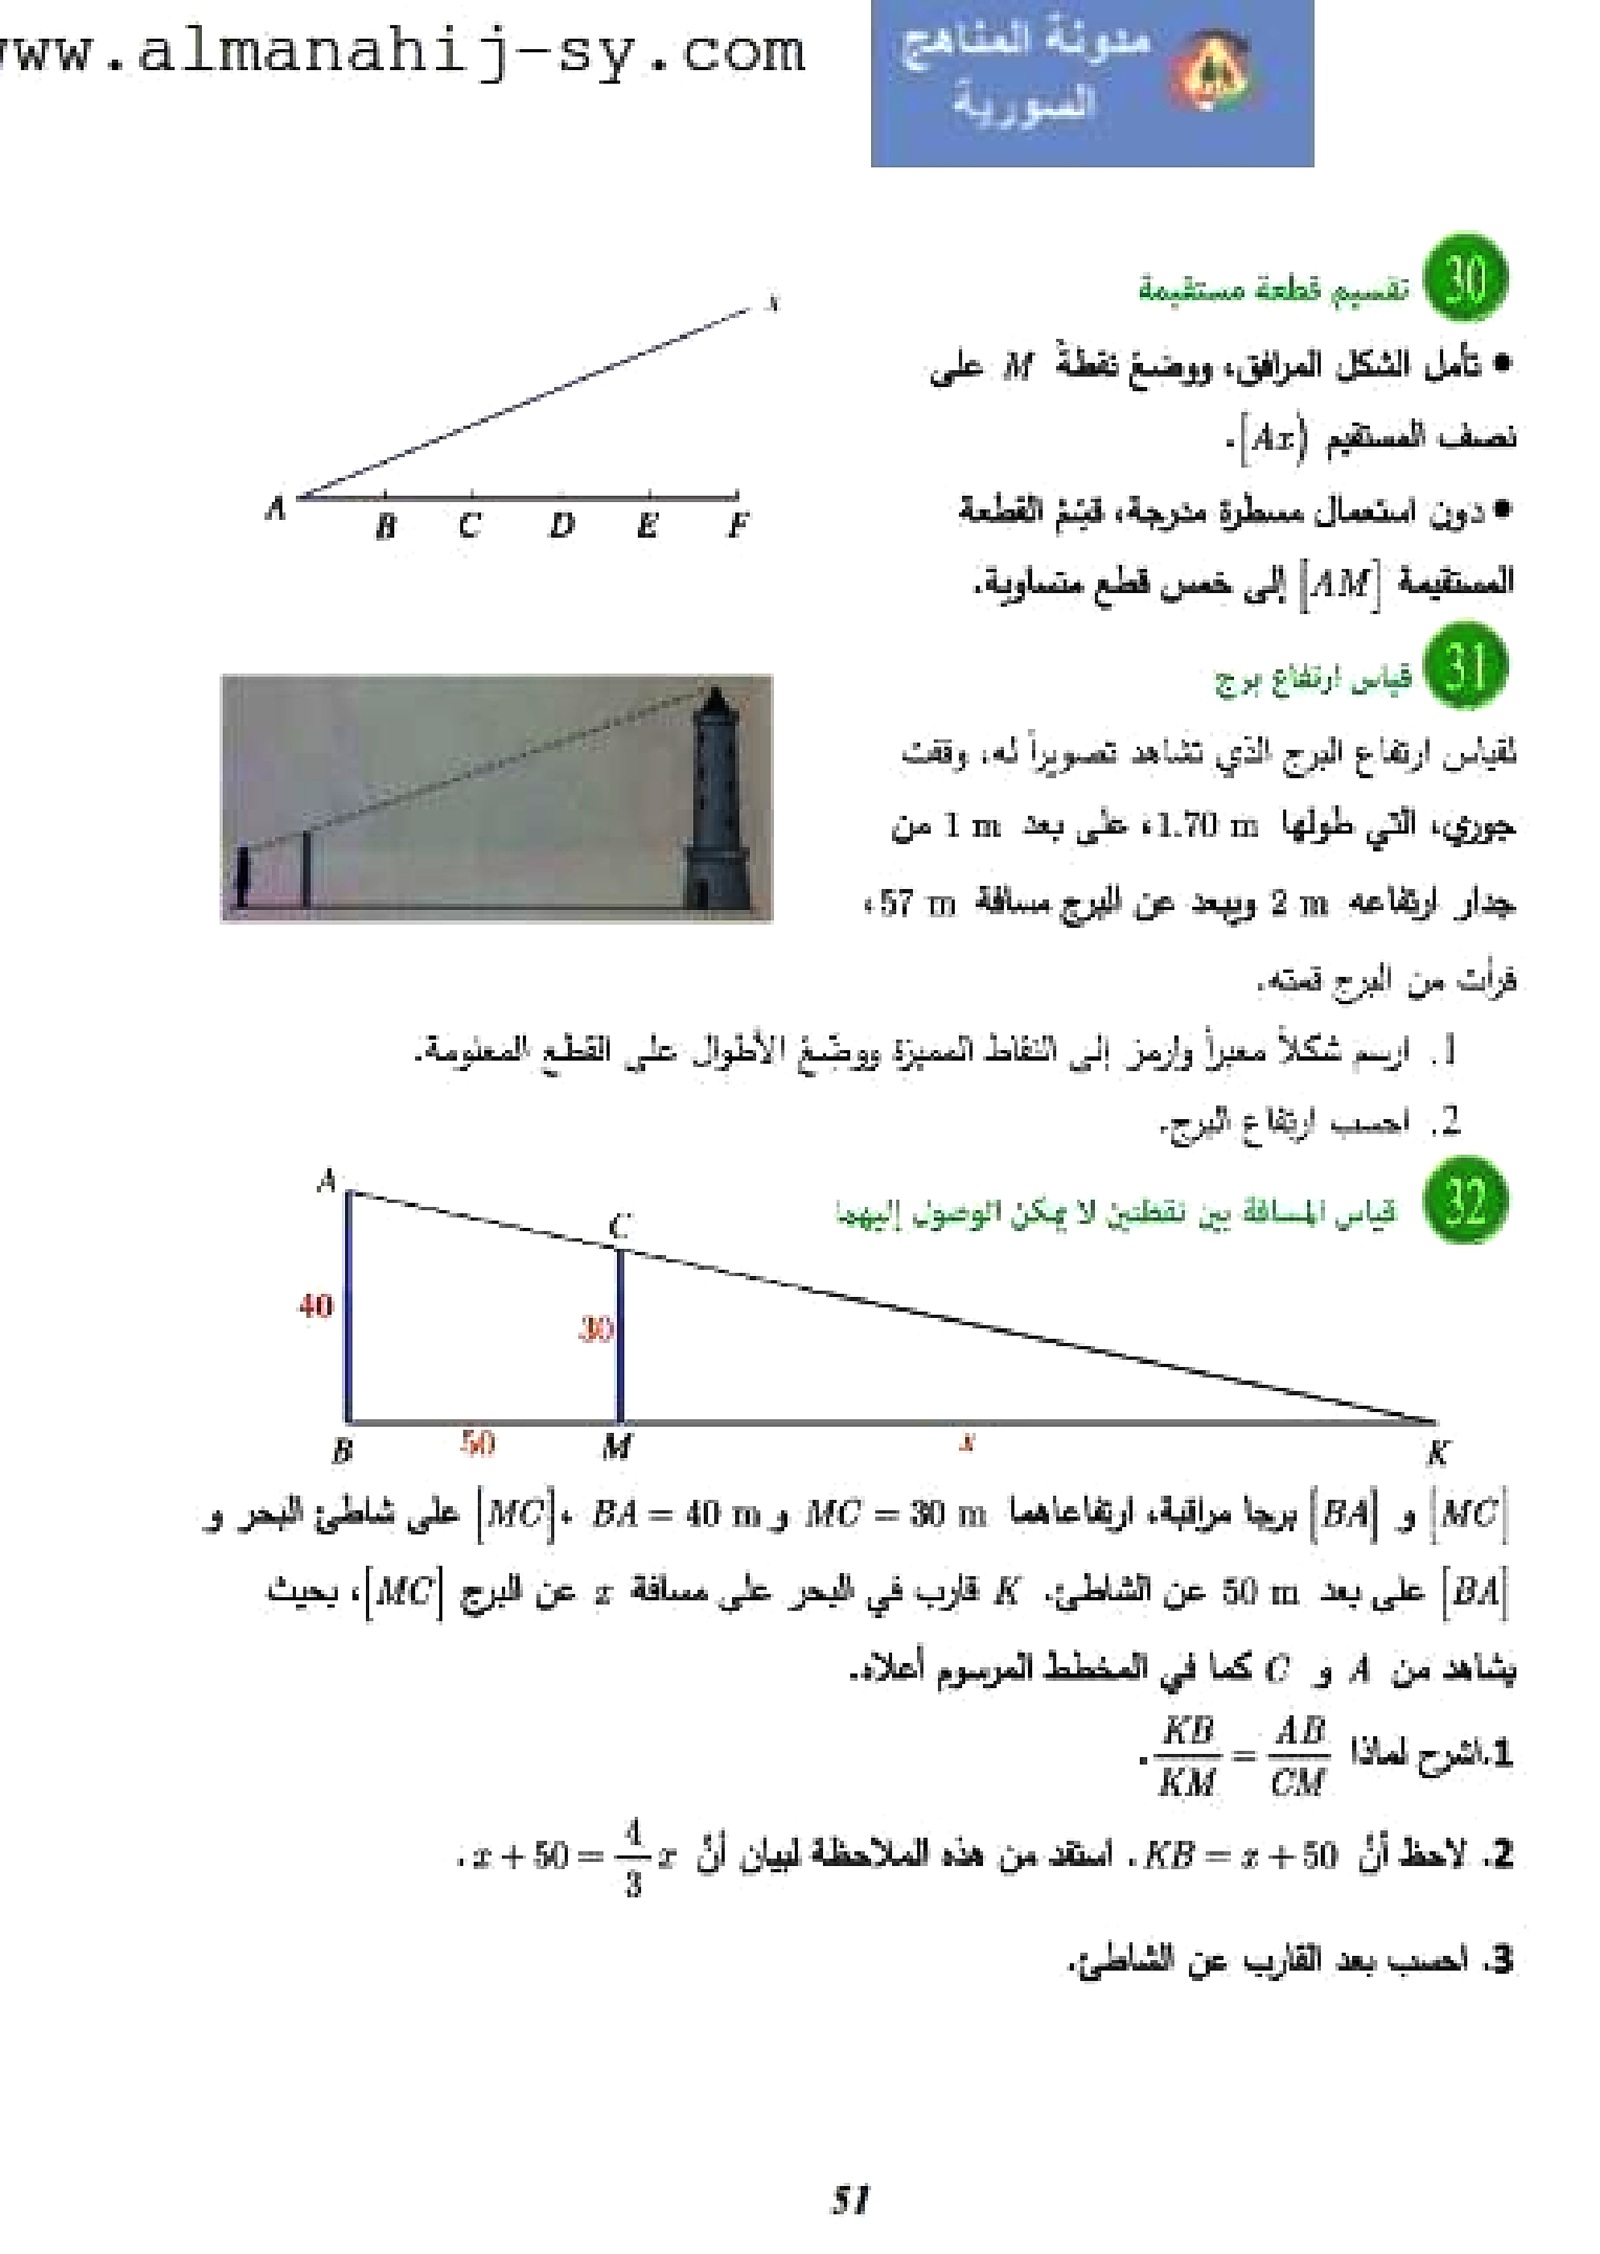 www.almanahij-sy.com
مدونة المناهج
السورية
30 تقسيم قطعة مستقيمة
x
A B C D E F
• تأمل الشكل المرافق، ووضعْ نقطةً M على
نصف المستقيم [Ax).
• دون استعمال مسطرة مدرجة، قسّمْ القطعة
المستقيمة [AM] إلى خمس قطع متساوية.
31 قياس ارتفاع برج
لقياس ارتفاع البرج الذي تشاهد تصويراً له، وقفت
جوري، التي طولها 1.70 m، على بعد 1 m من
جدار ارتفاعه 2 m ويبعد عن البرج مسافة 57 m،
فرأت من البرج قمته.
1. ارسم شكلاً معبراً وارمز إلى النقاط المميزة ووضّعْ الأطوال على القطع المعلومة.
2. احسب ارتفاع البرج.
32 قياس المسافة بين نقطتين لا يمكن الوصول إليهما
A
C
40
30
B 50 M x K
[MC] و [BA] برجا مراقبة، ارتفاعاهما MC = 30 m و BA = 40 m. [MC] على شاطئ البحر و
[BA] على بعد 50 m عن الشاطئ. K قارب في البحر على مسافة x عن البرج [MC]، بحيث
يشاهد من A و C كما في المخطط المرسوم أعلاه.
1. اشرح لماذا AB/CM = KB/KM.
2. لاحظ أنّ KB = x + 50. استفد من هذه الملاحظة لبيان أنّ x + 50 = 4/3 x.
3. احسب بعد القارب عن الشاطئ.
51